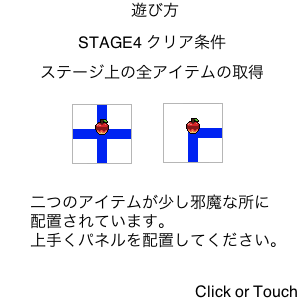 遊び方
STAGE4 クリア条件
ステージ上の全アイテムの取得
二つのアイテムが少し邪魔な所に
配置されています。
上手くパネルを配置してください。
Click or Touch